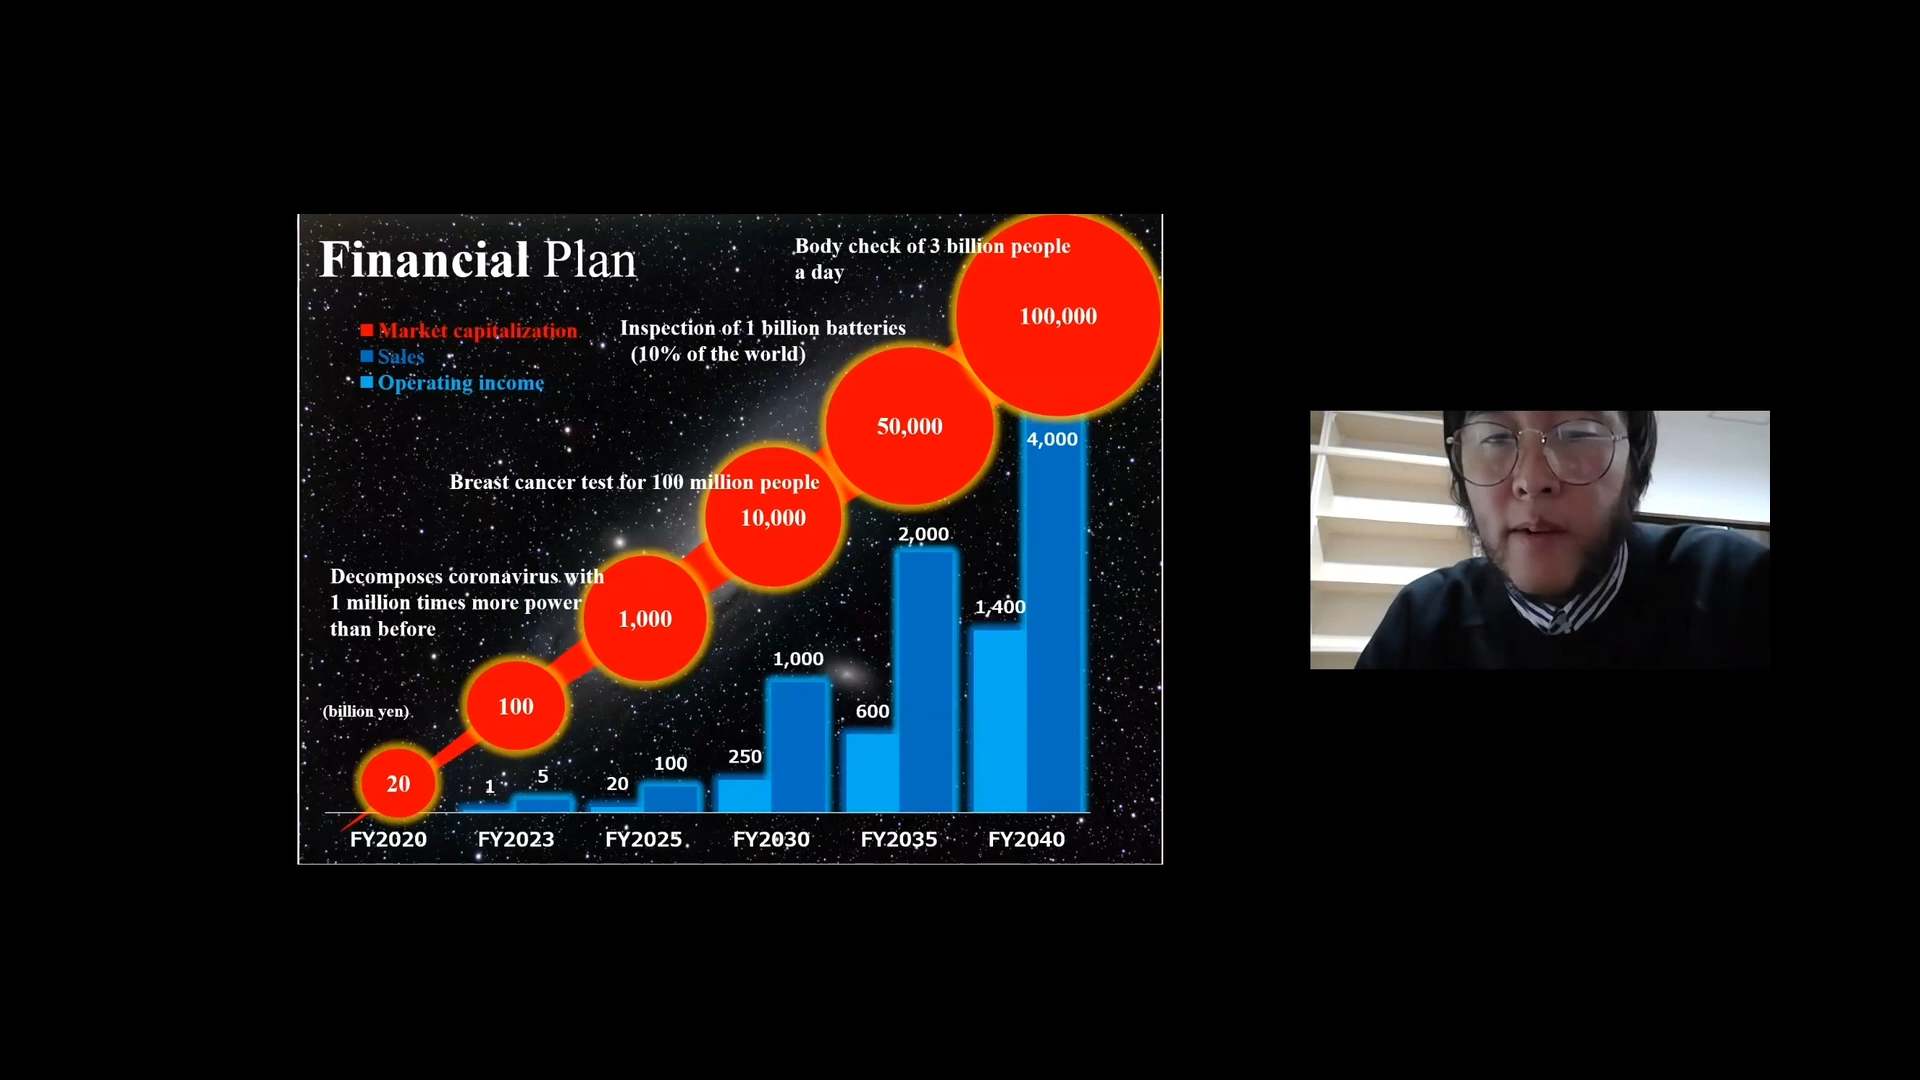 Financial Plan
Body check of 3 billion people
a day
100,000
Market capitalization
Sales
Operating income
Inspection of 1 billion batteries
(10% of the world)
50,000
4,000
Breast cancer test for 100 million people
10,000
2,000
Decomposes coronavirus with
1 million times more power
than before
1,000
1,400
1,000
600
(billion yen)
100
250
100
20
5
1
20
FY2020 FY2023 FY2025 FY2030 FY2035 FY2040